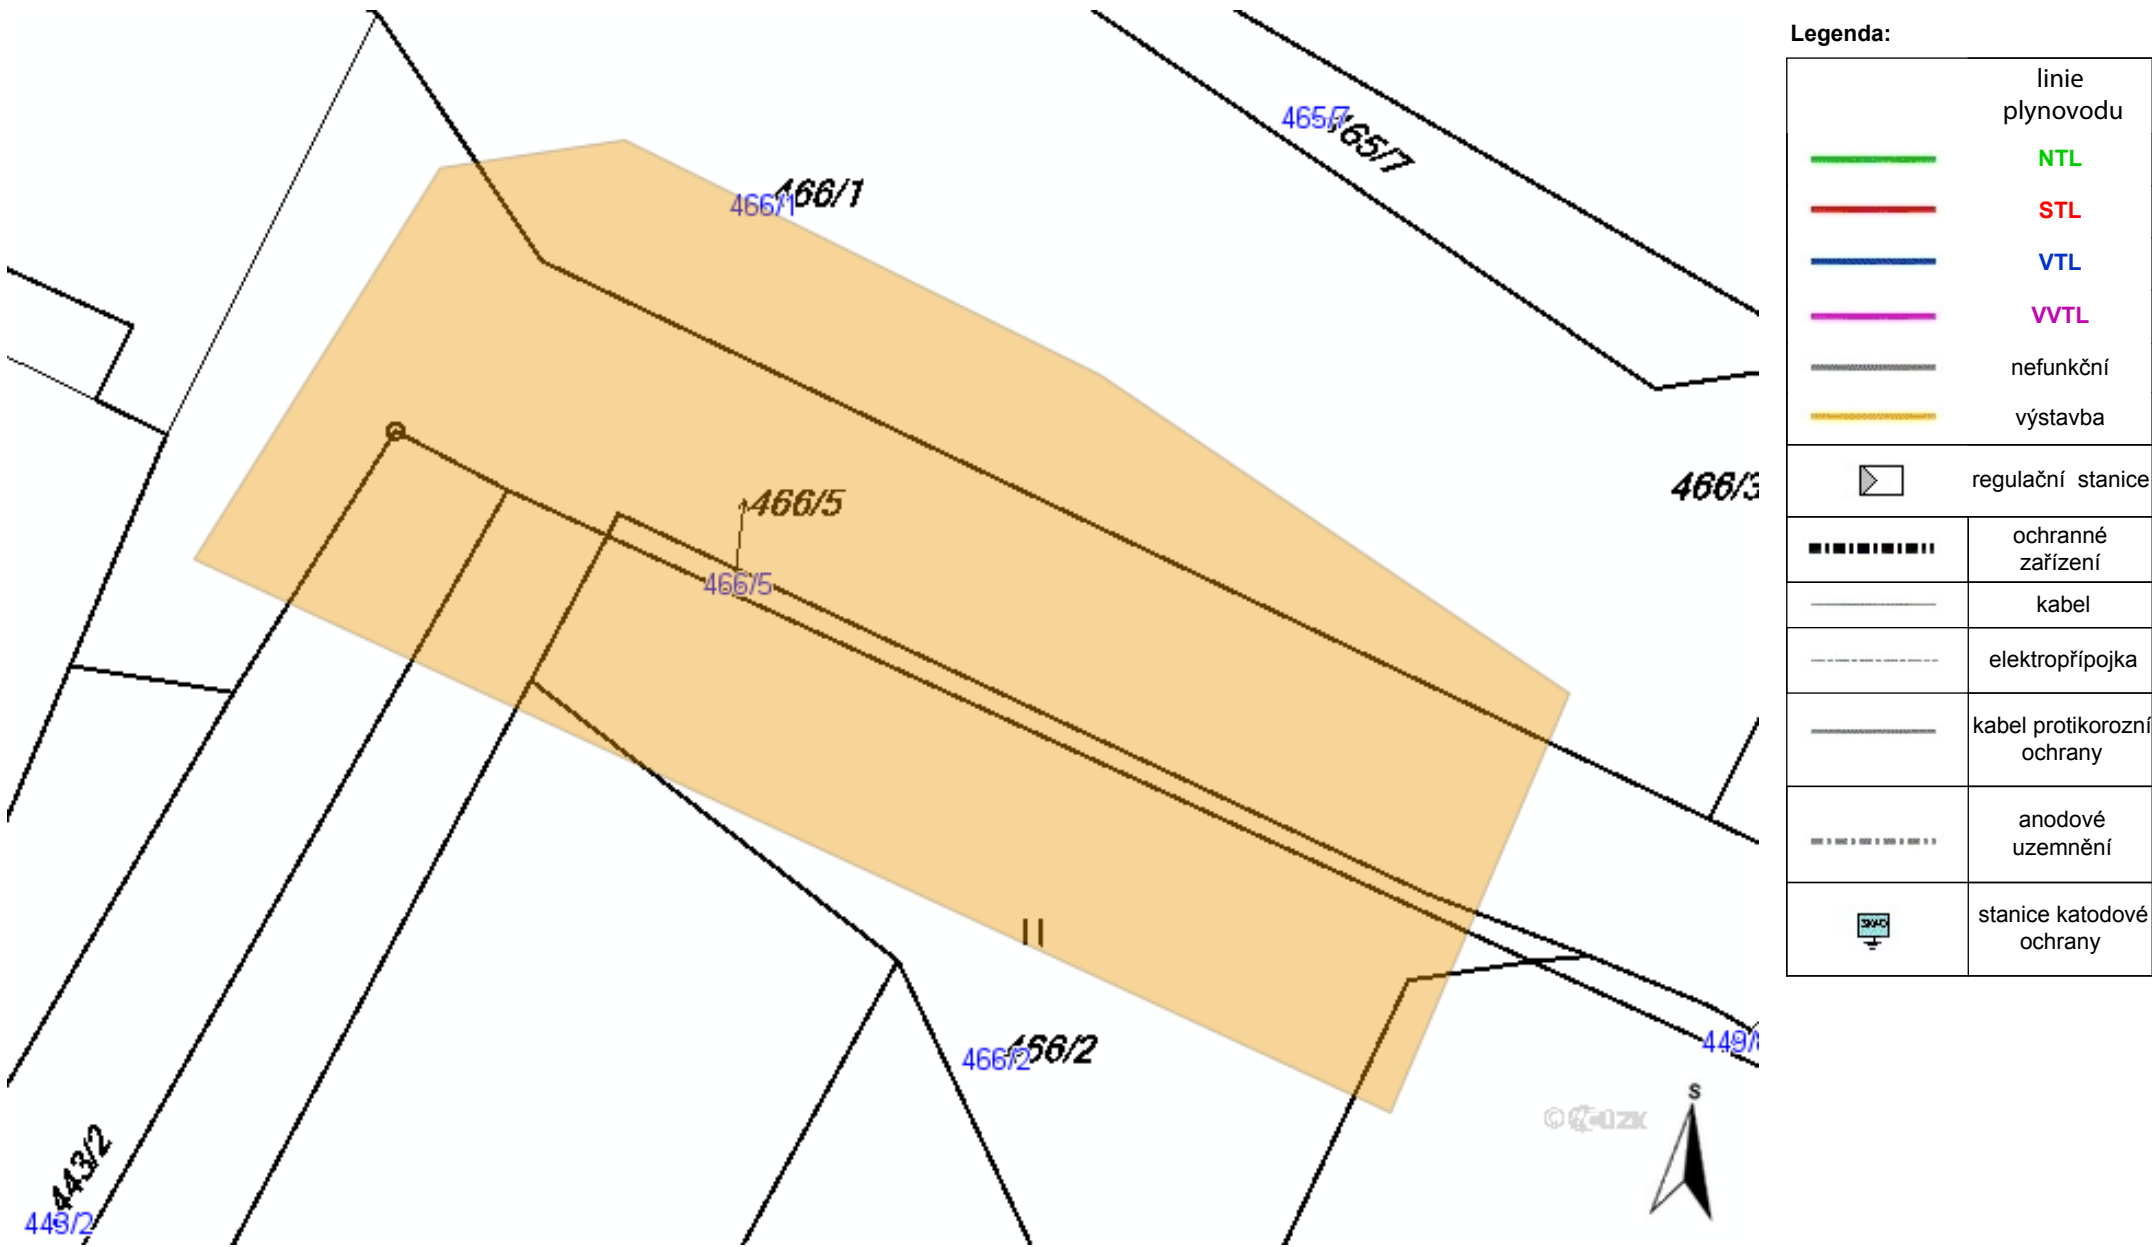 Legenda:
linie
plynovodu
NTL
STL
VTL
VVTL
nefunkční
výstavba
regulační stanice
ochranné
zařízení
kabel
elektropřípojka
kabel protikorozní
ochrany
anodové
uzemnění
stanice katodové
ochrany
465/7
465/7
466/1
466/1
466/3
466/5
466/5
466/2
466/2
443/2
443/2
S